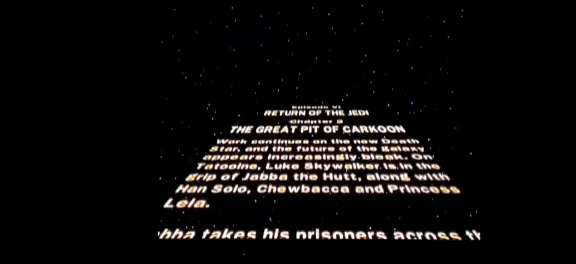 Episode VI
RETURN OF THE JEDI
Chapter 3
THE GREAT PIT OF CARKOON
Work continues on the new Death
Star, and the future of the galaxy
appears increasingly bleak. On
Tatooine, Luke Skywalker is in the
grip of Jabba the Hutt, along with
Han Solo, Chewbacca and Princess
Leia.
takes his prisoners across